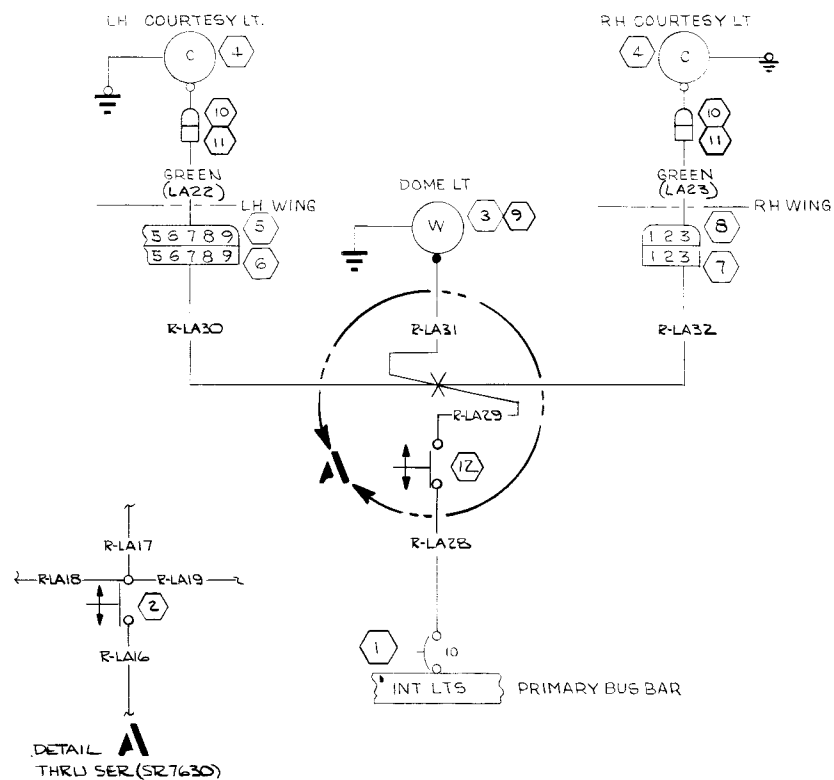 LH COURTESY LT.
RH COURTESY LT
C
4
4
C
10
11
10
11
GREEN
(LA22)
GREEN
(LA23)
DOME LT
LH WING
RH WING
W
3
9
5 6 7 8 9
5
5 6 7 8 9
6
1 2 3
8
1 2 3
7
R-LA30
R-LA31
R-LA32
R-LA29
12
A
R-LA28
R-LA17
R-LA18
R-LA19
2
R-LA16
1
10
INT LTS
PRIMARY BUS BAR
DETAIL A
THRU SER (SR7630)